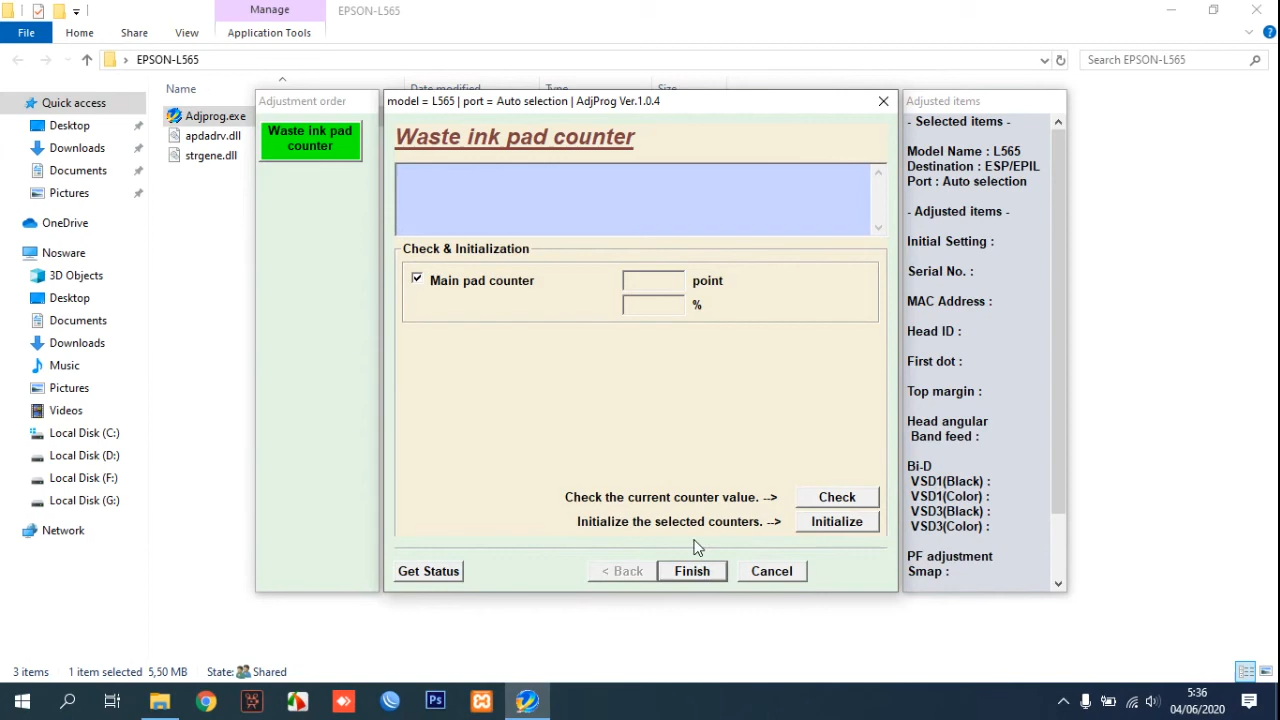 Manage
EPSON-L565
File
Home
Share
View
Application Tools
EPSON-L565
Search EPSON-L565
Name
Date modified
Type
Size
Quick access
Desktop
Downloads
Documents
Pictures
OneDrive
Nosware
3D Objects
Desktop
Documents
Downloads
Music
Pictures
Videos
Local Disk (C:)
Local Disk (D:)
Local Disk (F:)
Local Disk (G:)
Network
Adjprog.exe
apdadrv.dll
strgene.dll
Adjustment order
Waste ink pad
counter
model = L565 | port = Auto selection | AdjProg Ver.1.0.4
Waste ink pad counter
Check & Initialization
Main pad counter
point
%
Check the current counter value. -->
Check
Initialize the selected counters. -->
Initialize
Get Status
< Back
Finish
Cancel
Adjusted items
- Selected items -
Model Name : L565
Destination : ESP/EPIL
Port : Auto selection
- Adjusted items -
Initial Setting :
Serial No. :
MAC Address :
Head ID :
First dot :
Top margin :
Head angular
Band feed :
Bi-D
VSD1(Black) :
VSD1(Color) :
VSD3(Black) :
VSD3(Color) :
PF adjustment
Smap :
3 items
1 item selected 5,50 MB
State: Shared
Ps
5:36
04/06/2020